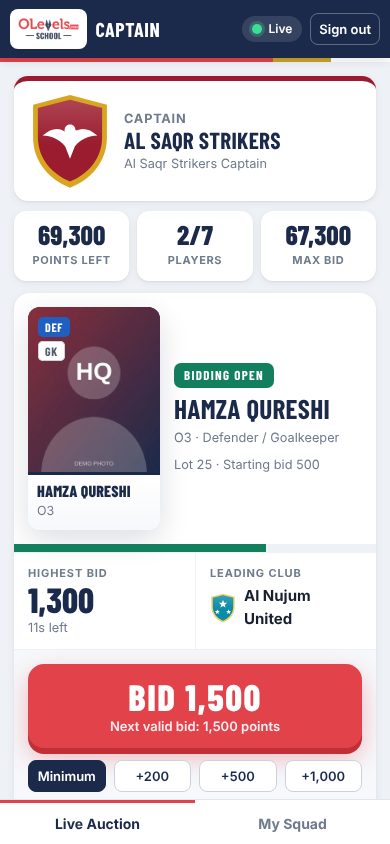 OLevels.com
SCHOOL
CAPTAIN
Live
Sign out
CAPTAIN
AL SAQR STRIKERS
Al Saqr Strikers Captain
69,300
POINTS LEFT
2/7
PLAYERS
67,300
MAX BID
DEF
GK
HQ
DEMO PHOTO
HAMZA QURESHI
O3
BIDDING OPEN
HAMZA QURESHI
O3 · Defender / Goalkeeper
Lot 25 · Starting bid 500
HIGHEST BID
1,300
11s left
LEADING CLUB
Al Nujum
United
BID 1,500
Next valid bid: 1,500 points
Minimum
+200
+500
+1,000
Live Auction
My Squad